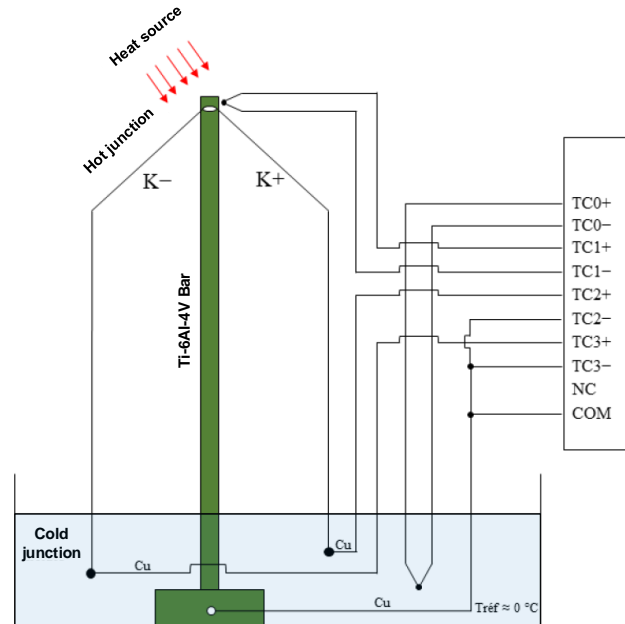 Heat source
Hot junction
K−
K+
Ti-6Al-4V Bar
TC0+
TC0−
TC1+
TC1−
TC2+
TC2−
TC3+
TC3−
NC
COM
Cold
junction
Cu
Cu
Cu
Tréf ≈ 0 °C